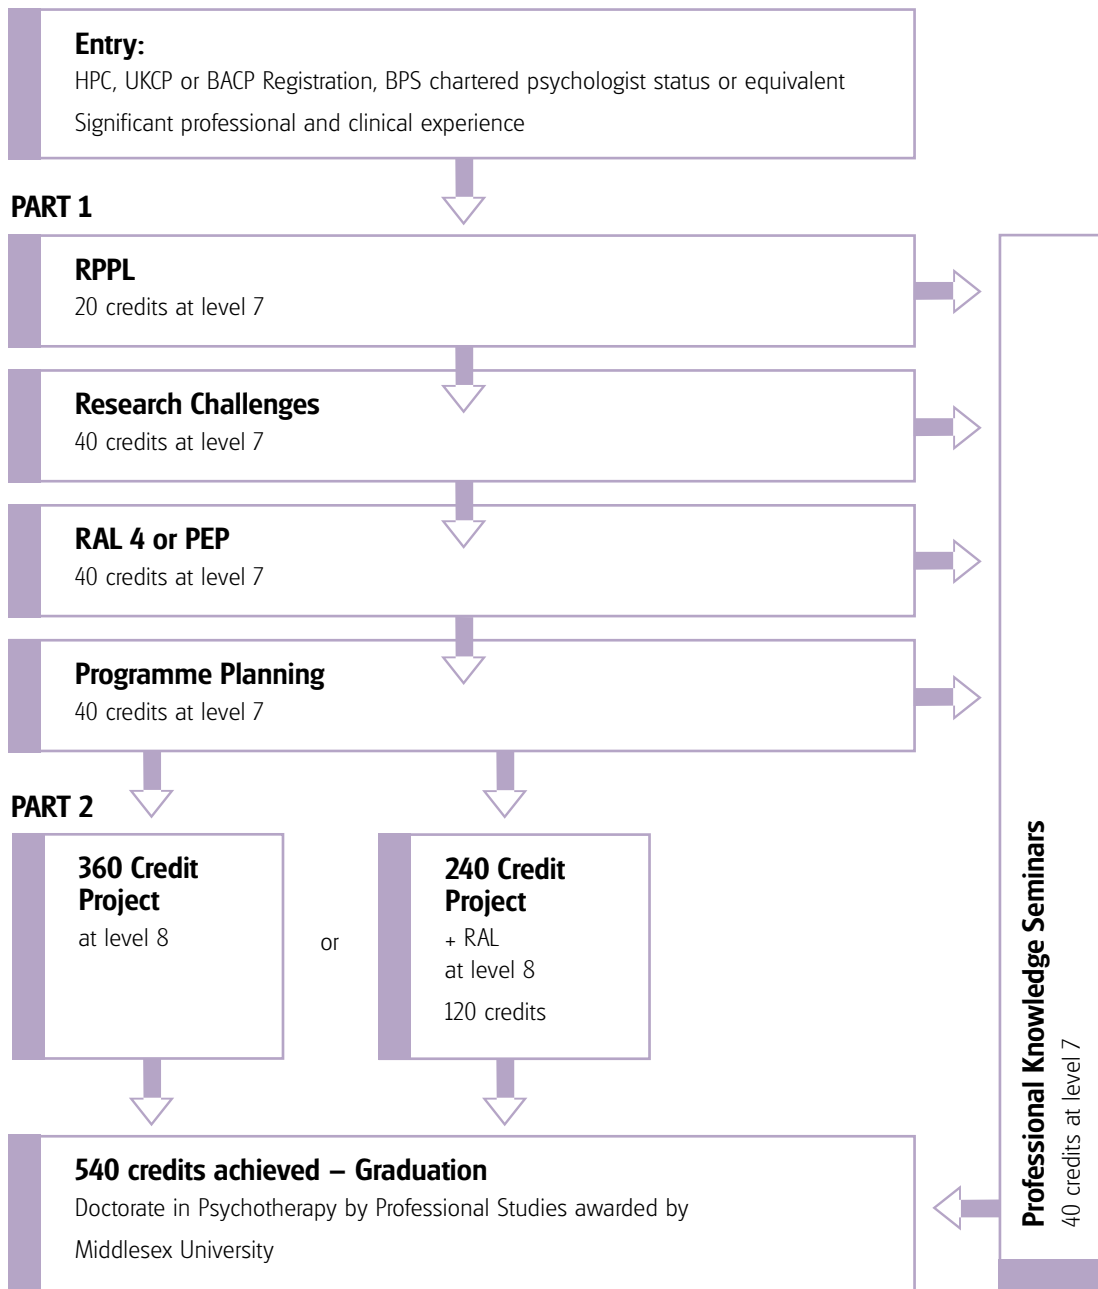 Entry:
HPC, UKCP or BACP Registration, BPS chartered psychologist status or equivalent
Significant professional and clinical experience
PART 1
RPPL
20 credits at level 7
Research Challenges
40 credits at level 7
RAL 4 or PEP
40 credits at level 7
Programme Planning
40 credits at level 7
PART 2
360 Credit
Project
at level 8
or
240 Credit
Project
+ RAL
at level 8
120 credits
Professional Knowledge Seminars
40 credits at level 7
540 credits achieved – Graduation
Doctorate in Psychotherapy by Professional Studies awarded by
Middlesex University